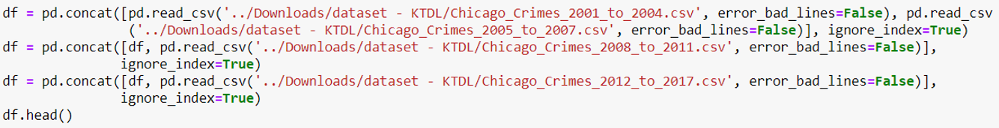 df = pd.concat([pd.read_csv('../Downloads/dataset - KTDL/Chicago_Crimes_2001_to_2004.csv', error_bad_lines=False), pd.read_csv
('../Downloads/dataset - KTDL/Chicago_Crimes_2005_to_2007.csv', error_bad_lines=False)], ignore_index=True)
df = pd.concat([df, pd.read_csv('../Downloads/dataset - KTDL/Chicago_Crimes_2008_to_2011.csv', error_bad_lines=False)],
ignore_index=True)
df = pd.concat([df, pd.read_csv('../Downloads/dataset - KTDL/Chicago_Crimes_2012_to_2017.csv', error_bad_lines=False)],
ignore_index=True)
df.head()